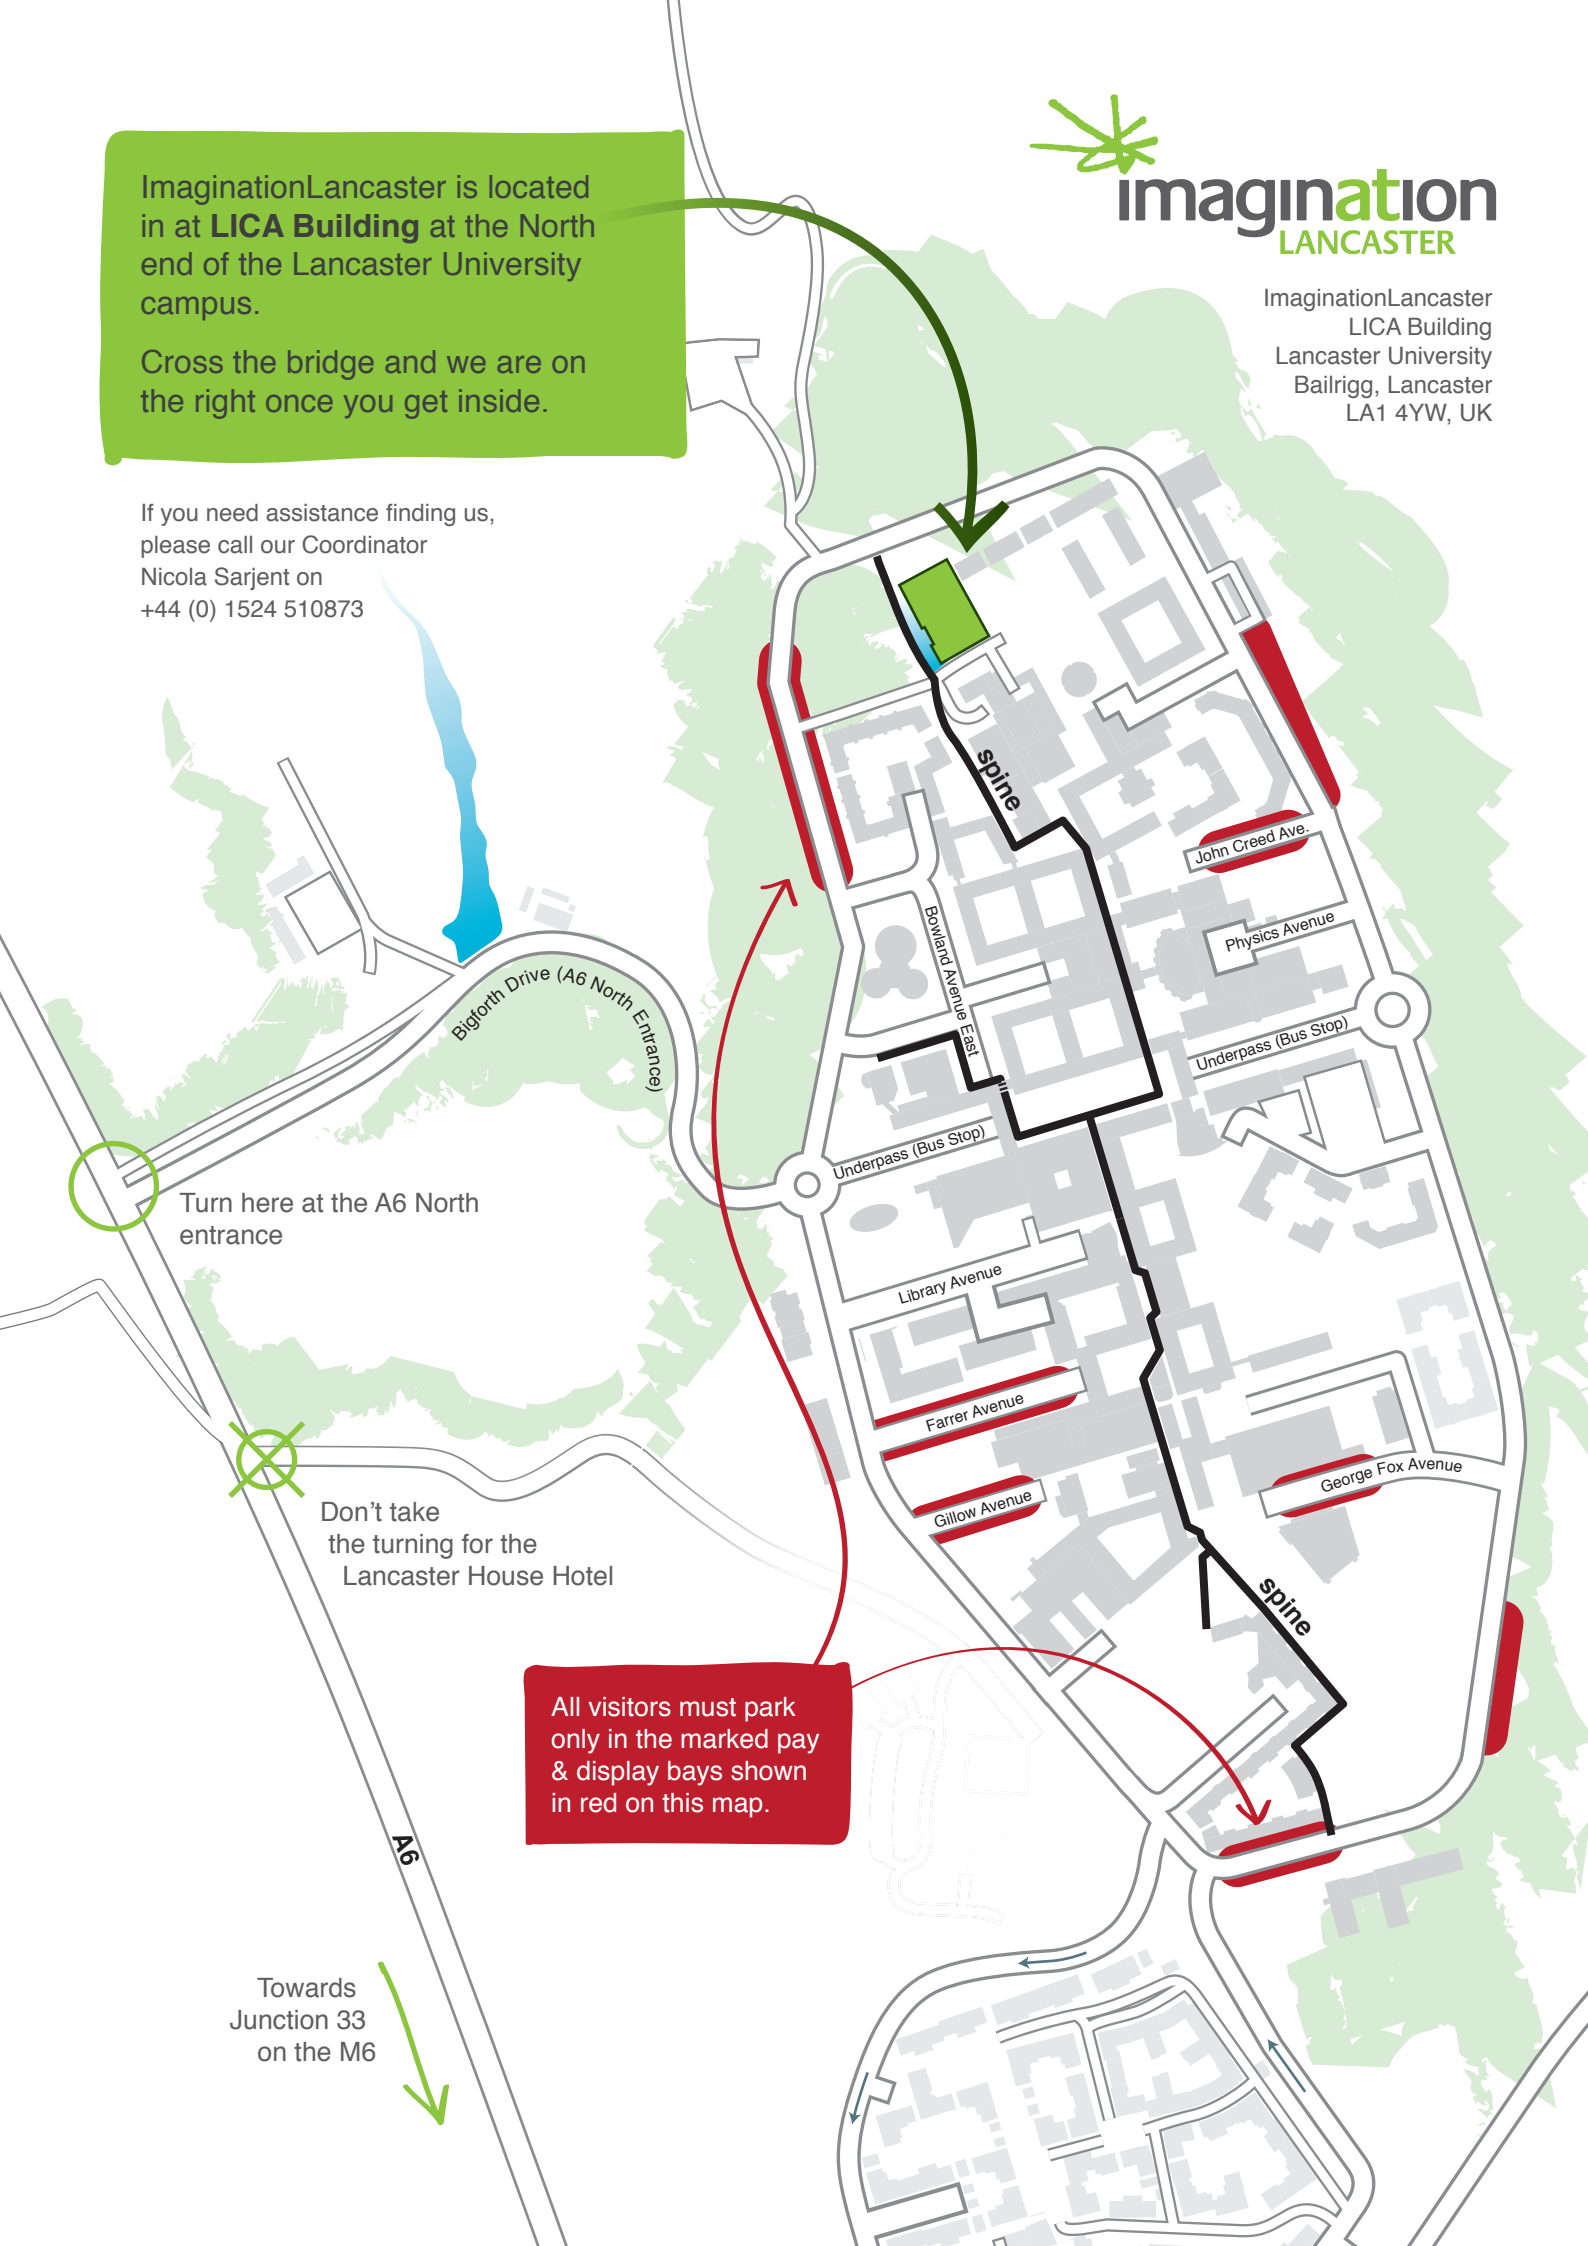 ImaginationLancaster is located
in at LICA Building at the North
end of the Lancaster University
campus.
Cross the bridge and we are on
the right once you get inside.
If you need assistance finding us,
please call our Coordinator
Nicola Sarjent on
+44 (0) 1524 510873
imagination
LANCASTER
ImaginationLancaster
LICA Building
Lancaster University
Bailrigg, Lancaster
LA1 4YW, UK
spine
John Creed Ave.
Physics Avenue
Bowland Avenue East
Bigforth Drive (A6 North Entrance)
Underpass (Bus Stop)
Underpass (Bus Stop)
Turn here at the A6 North
entrance
Library Avenue
Farrer Avenue
George Fox Avenue
Gillow Avenue
Don't take
the turning for the
Lancaster House Hotel
spine
All visitors must park
only in the marked pay
& display bays shown
in red on this map.
A6
Towards
Junction 33
on the M6